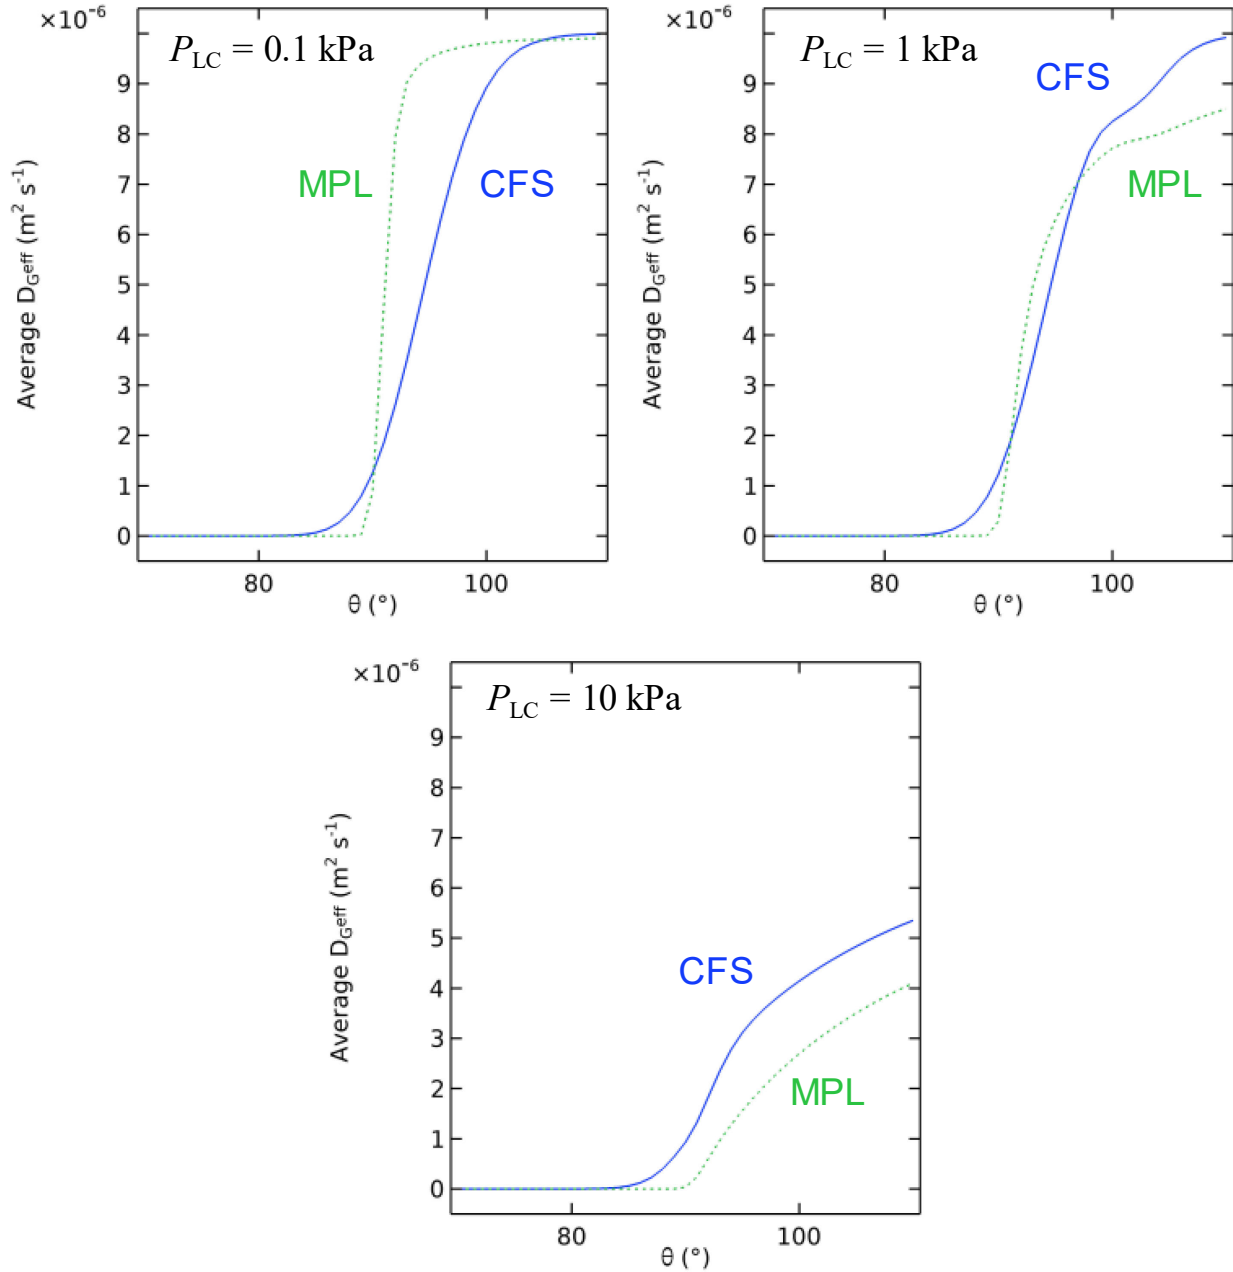 ×10⁻⁶
P_LC = 0.1 kPa
9
8
7
6
5
4
3
2
1
0
MPL
CFS
Average D_G^eff (m² s⁻¹)
80
100
θ (°)
×10⁻⁶
P_LC = 1 kPa
CFS
9
8
7
6
5
4
3
2
1
0
MPL
Average D_G^eff (m² s⁻¹)
80
100
θ (°)
×10⁻⁶
P_LC = 10 kPa
9
8
7
6
5
4
3
2
1
0
CFS
MPL
Average D_G^eff (m² s⁻¹)
80
100
θ (°)